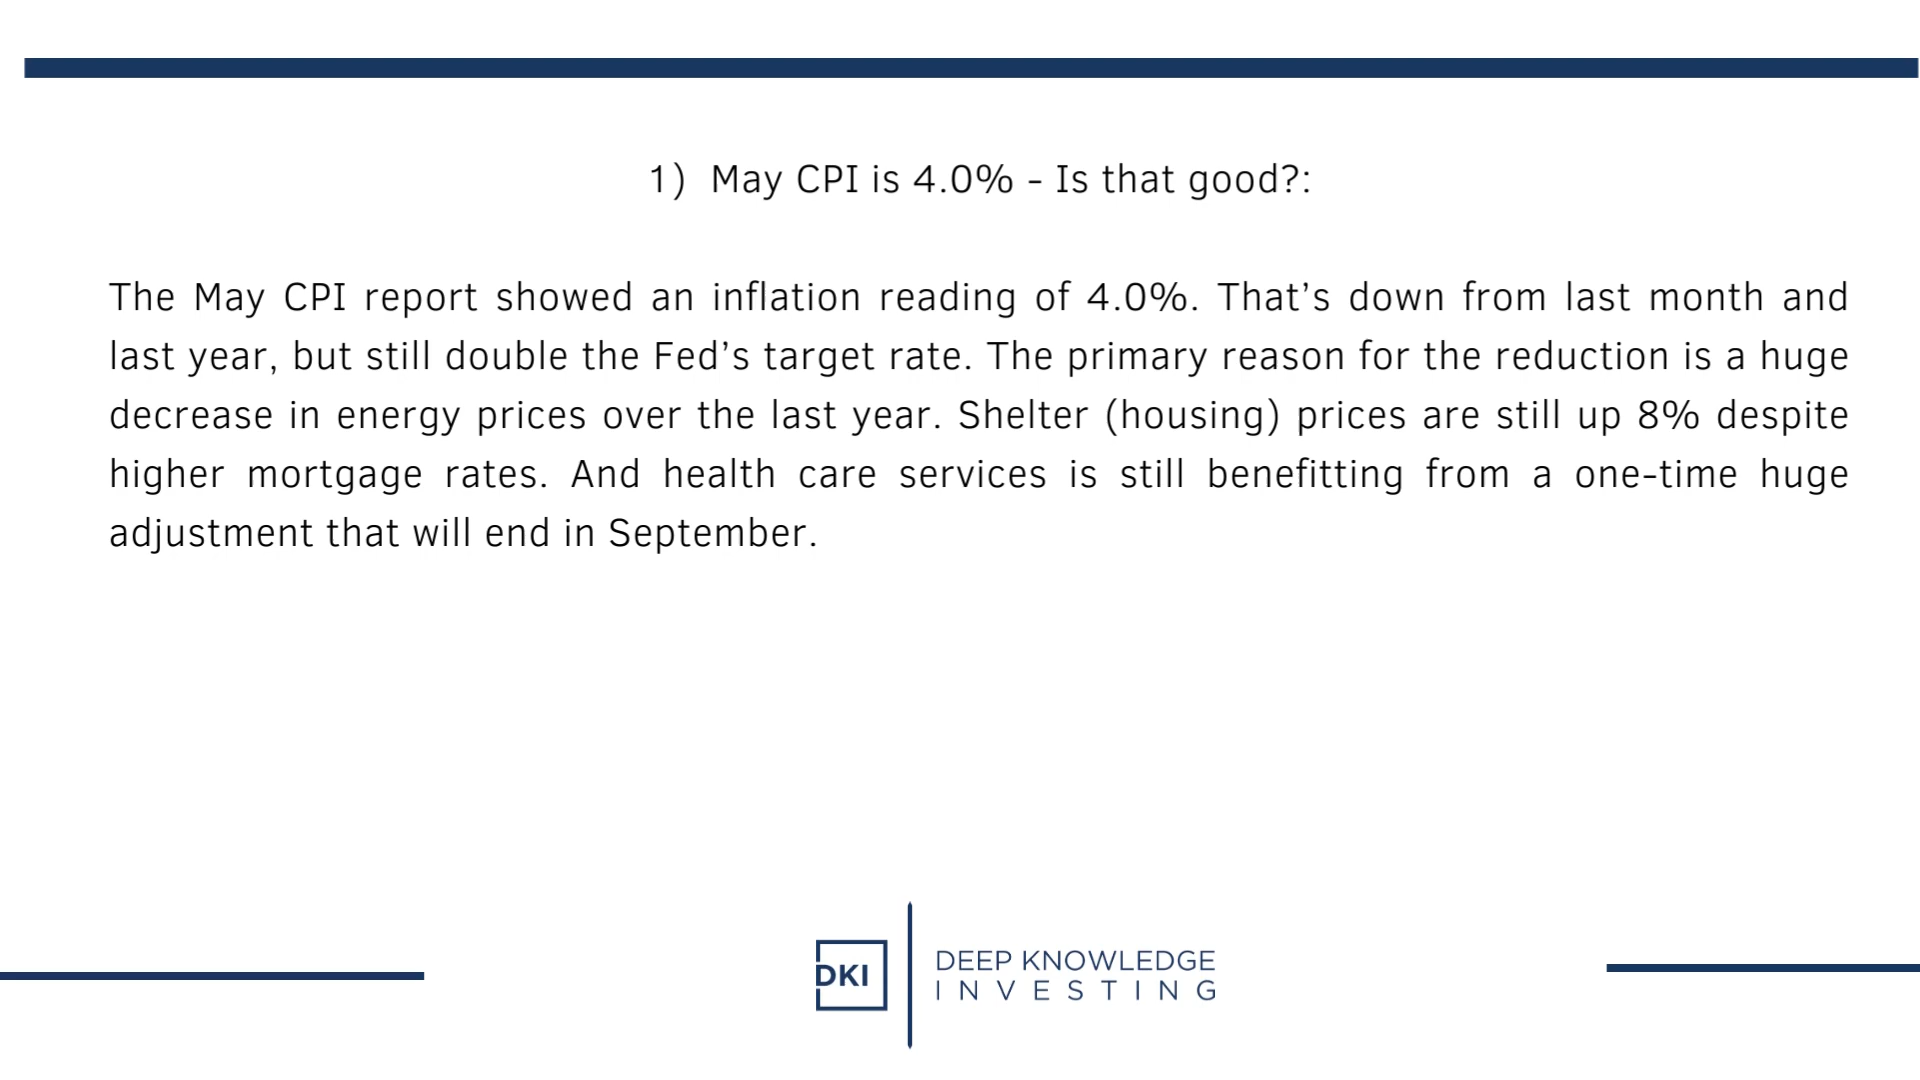 1) May CPI is 4.0% - Is that good?:
The May CPI report showed an inflation reading of 4.0%. That’s down from last month and
last year, but still double the Fed’s target rate. The primary reason for the reduction is a huge
decrease in energy prices over the last year. Shelter (housing) prices are still up 8% despite
higher mortgage rates. And health care services is still benefitting from a one-time huge
adjustment that will end in September.
DKI
DEEP KNOWLEDGE
INVESTING